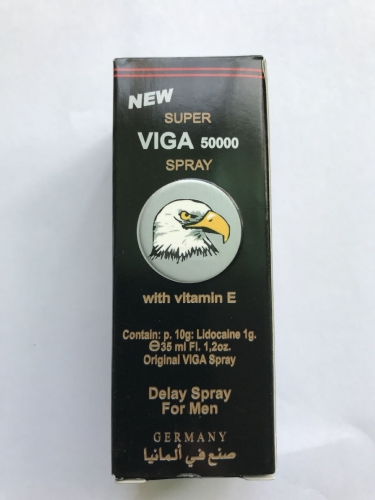 NEW
SUPER
VIGA 50000
SPRAY
with vitamin E
Contain: p. 10g: Lidocaine 1g.
℮35 ml Fl. 1,2oz.
Original VIGA Spray
Delay Spray
For Men
GERMANY
صنع في ألمانيا